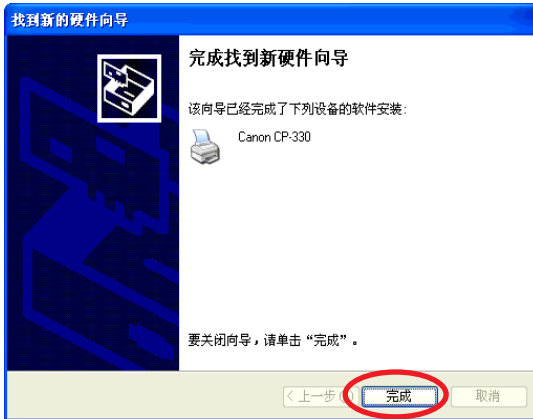 找到新的硬件向导
完成找到新硬件向导
该向导已经完成了下列设备的软件安装:
Canon CP-330
要关闭向导，请单击“完成”。
<上一步 完成 取消